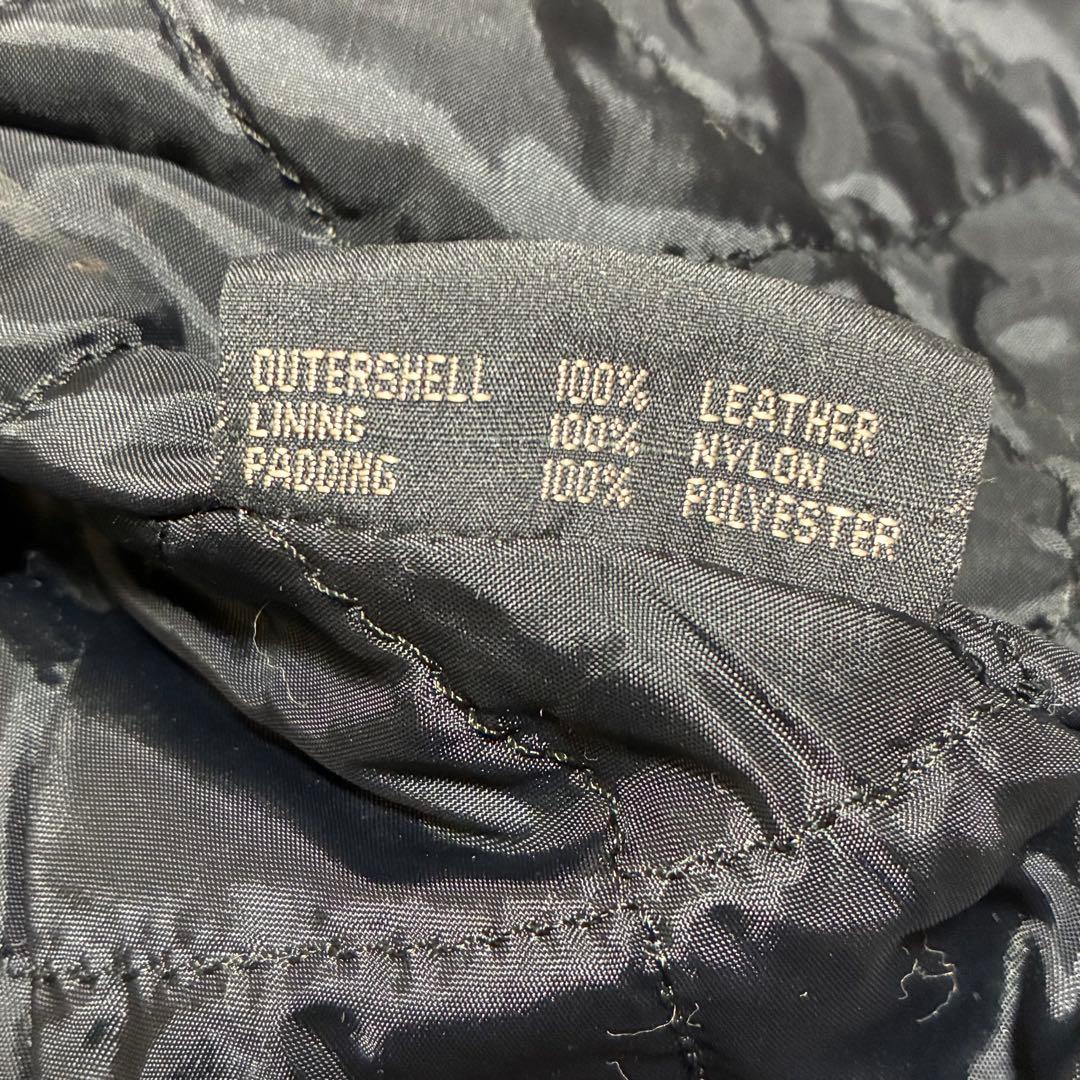 OUTERSHELL 100% LEATHER
LINING 100% NYLON
PADDING 100% POLYESTER